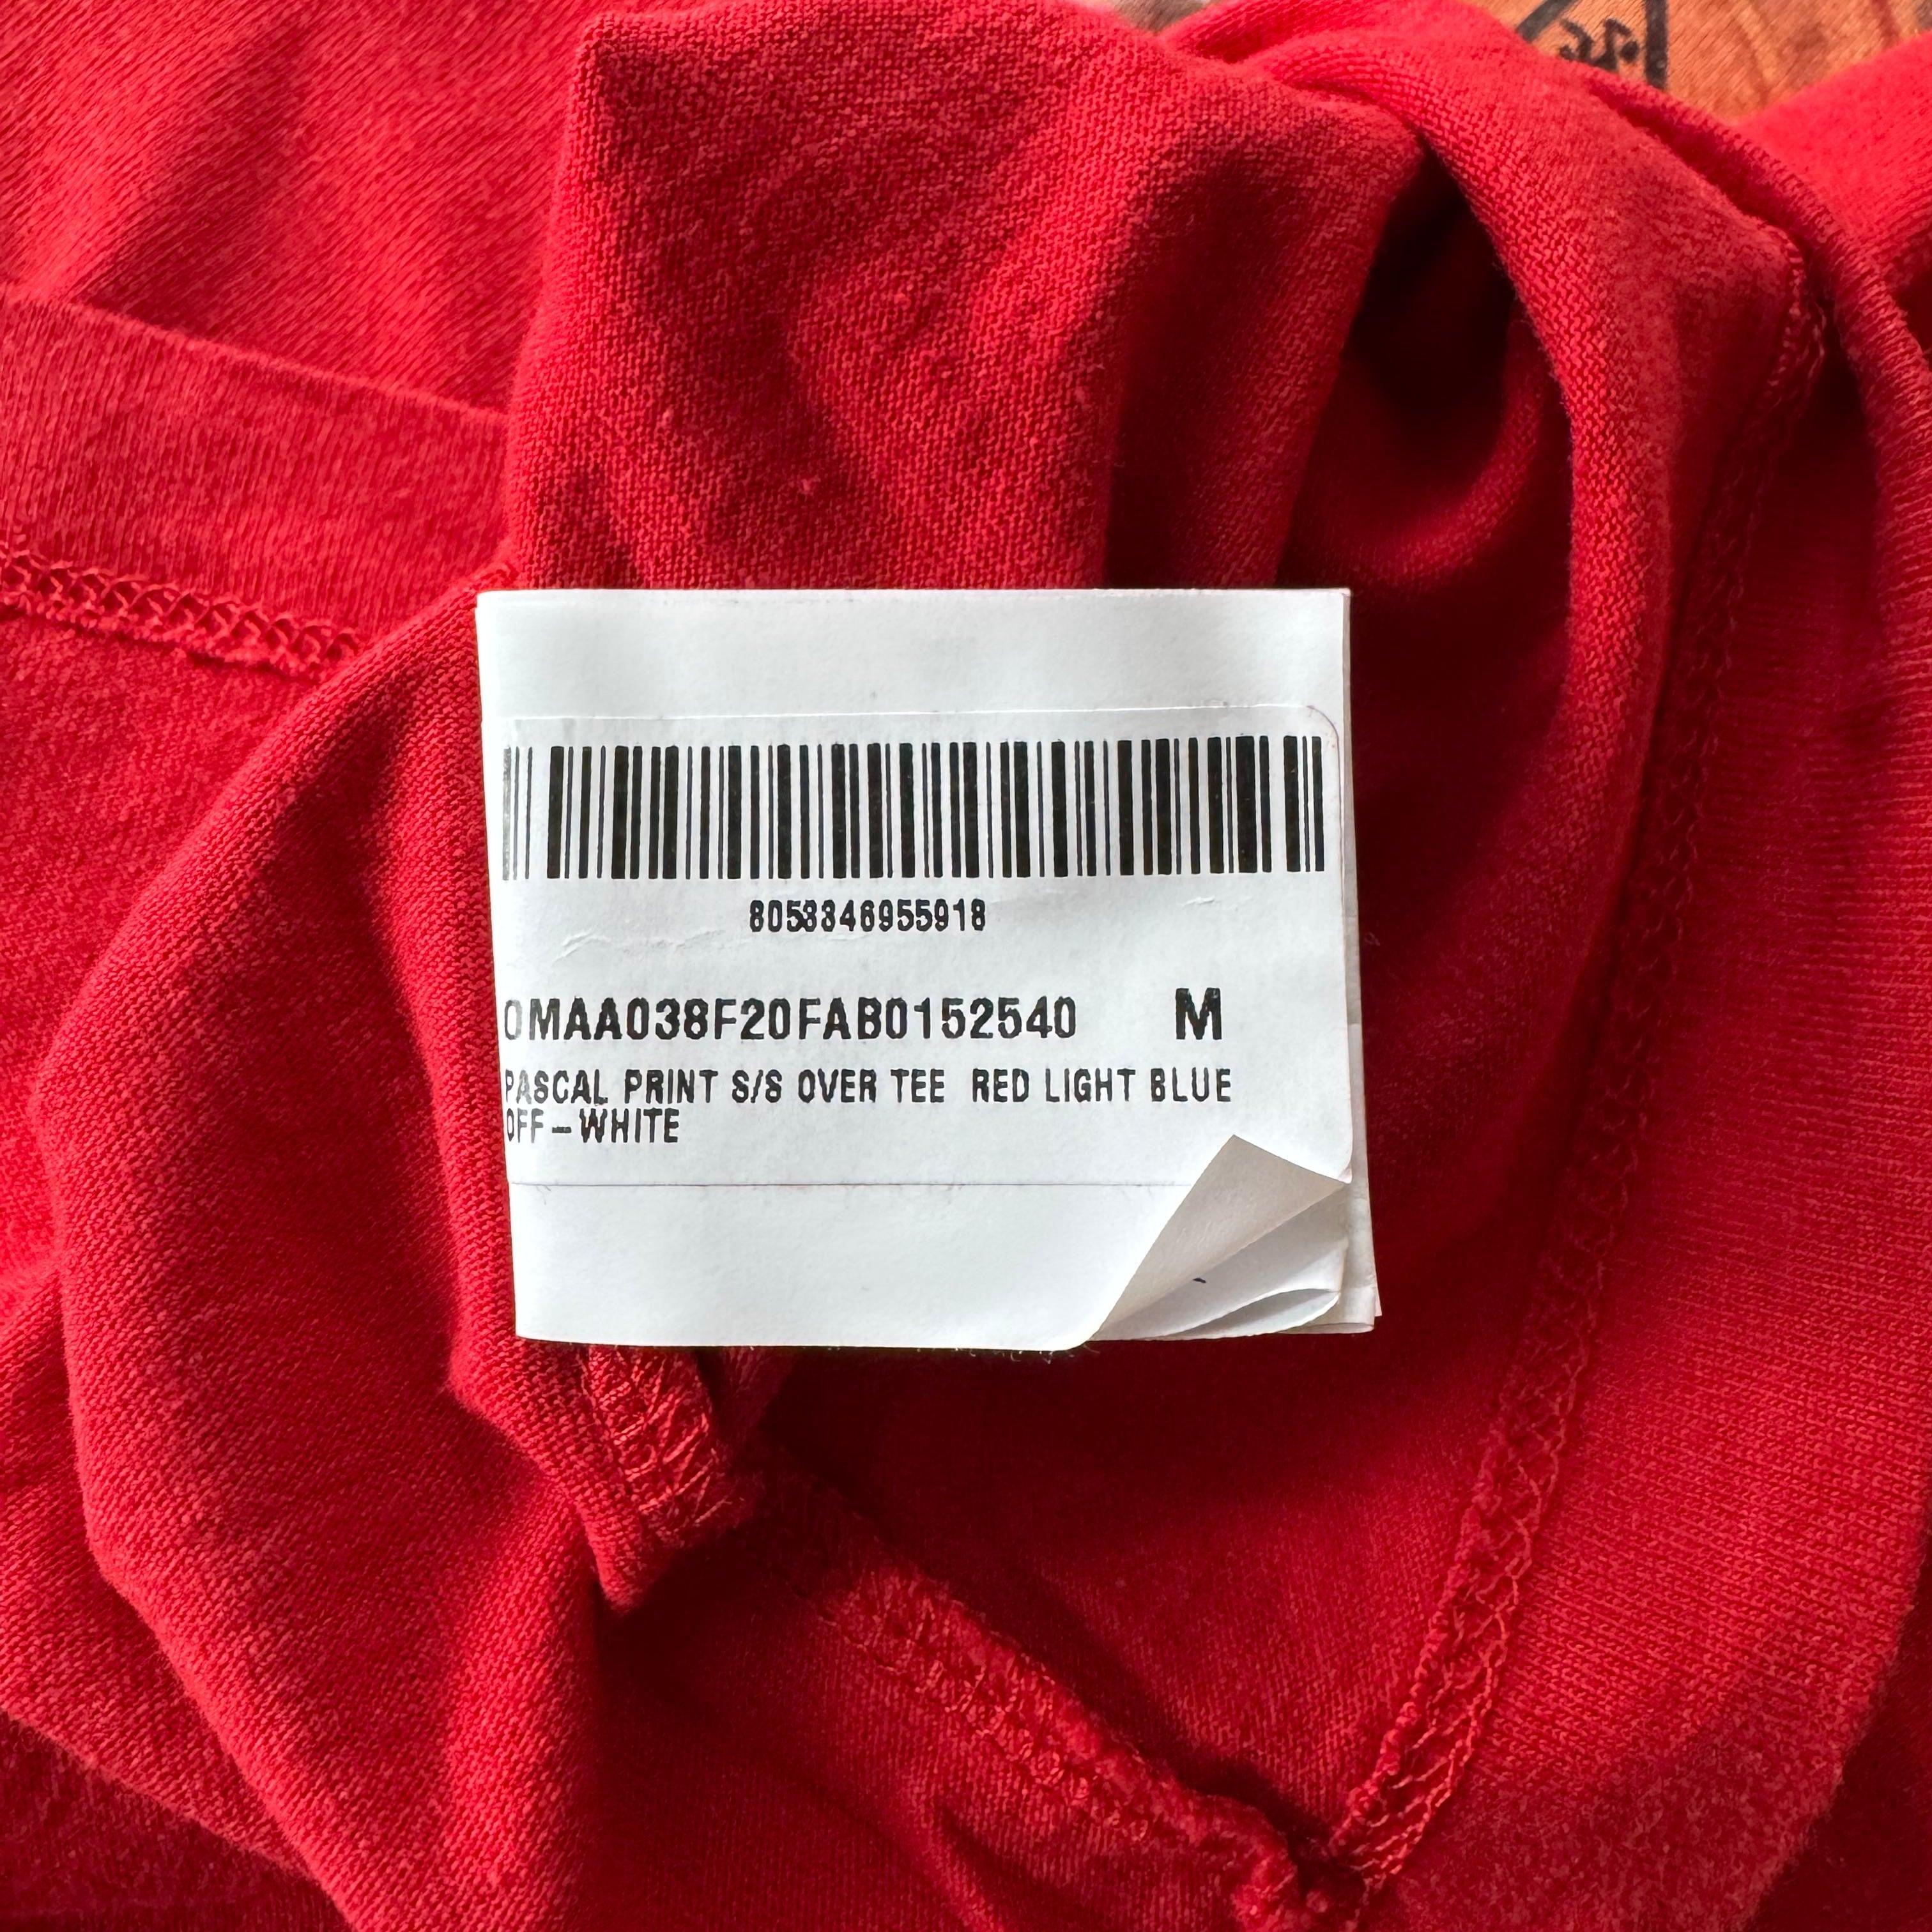 8053346955918
OMAA038F20FAB0152540 M
PASCAL PRINT S/S OVER TEE RED LIGHT BLUE
OFF-WHITE